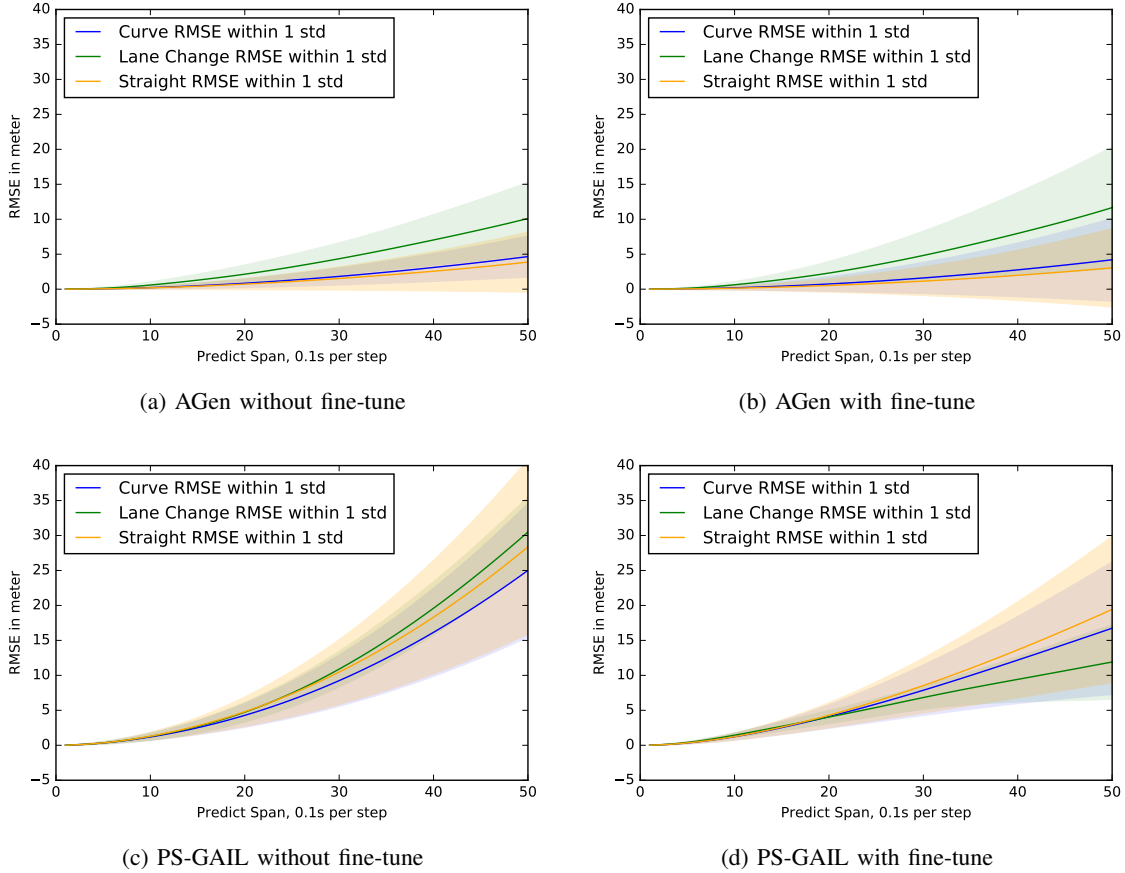 40
35
30
25
20
15
10
5
0
−5
RMSE in meter
Curve RMSE within 1 std
Lane Change RMSE within 1 std
Straight RMSE within 1 std
0 10 20 30 40 50
Predict Span, 0.1s per step
(a) AGen without fine-tune
40
35
30
25
20
15
10
5
0
−5
RMSE in meter
Curve RMSE within 1 std
Lane Change RMSE within 1 std
Straight RMSE within 1 std
0 10 20 30 40 50
Predict Span, 0.1s per step
(b) AGen with fine-tune
40
35
30
25
20
15
10
5
0
−5
RMSE in meter
Curve RMSE within 1 std
Lane Change RMSE within 1 std
Straight RMSE within 1 std
0 10 20 30 40 50
Predict Span, 0.1s per step
(c) PS-GAIL without fine-tune
40
35
30
25
20
15
10
5
0
−5
RMSE in meter
Curve RMSE within 1 std
Lane Change RMSE within 1 std
Straight RMSE within 1 std
0 10 20 30 40 50
Predict Span, 0.1s per step
(d) PS-GAIL with fine-tune